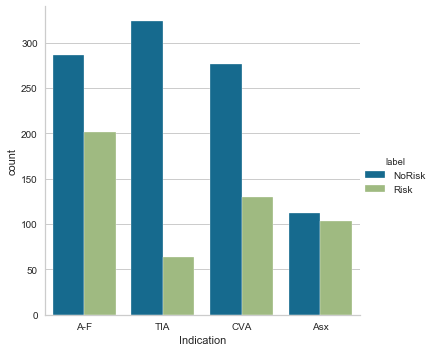 300
250
200
150
100
50
0
count
A-F TIA CVA Asx
Indication
label
NoRisk
Risk